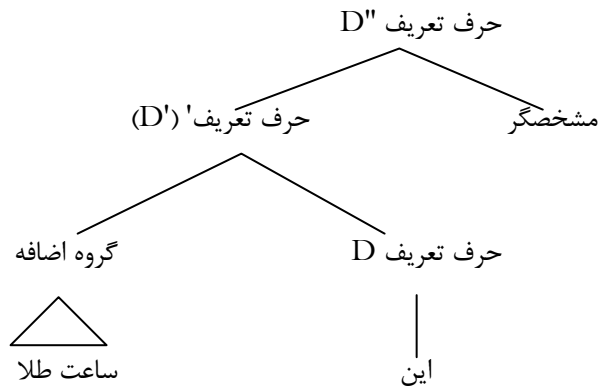 حرف تعریف D"
مشخصگر حرف تعریف' (D')
حرف تعریف D گروه اضافه
این ساعت طلا